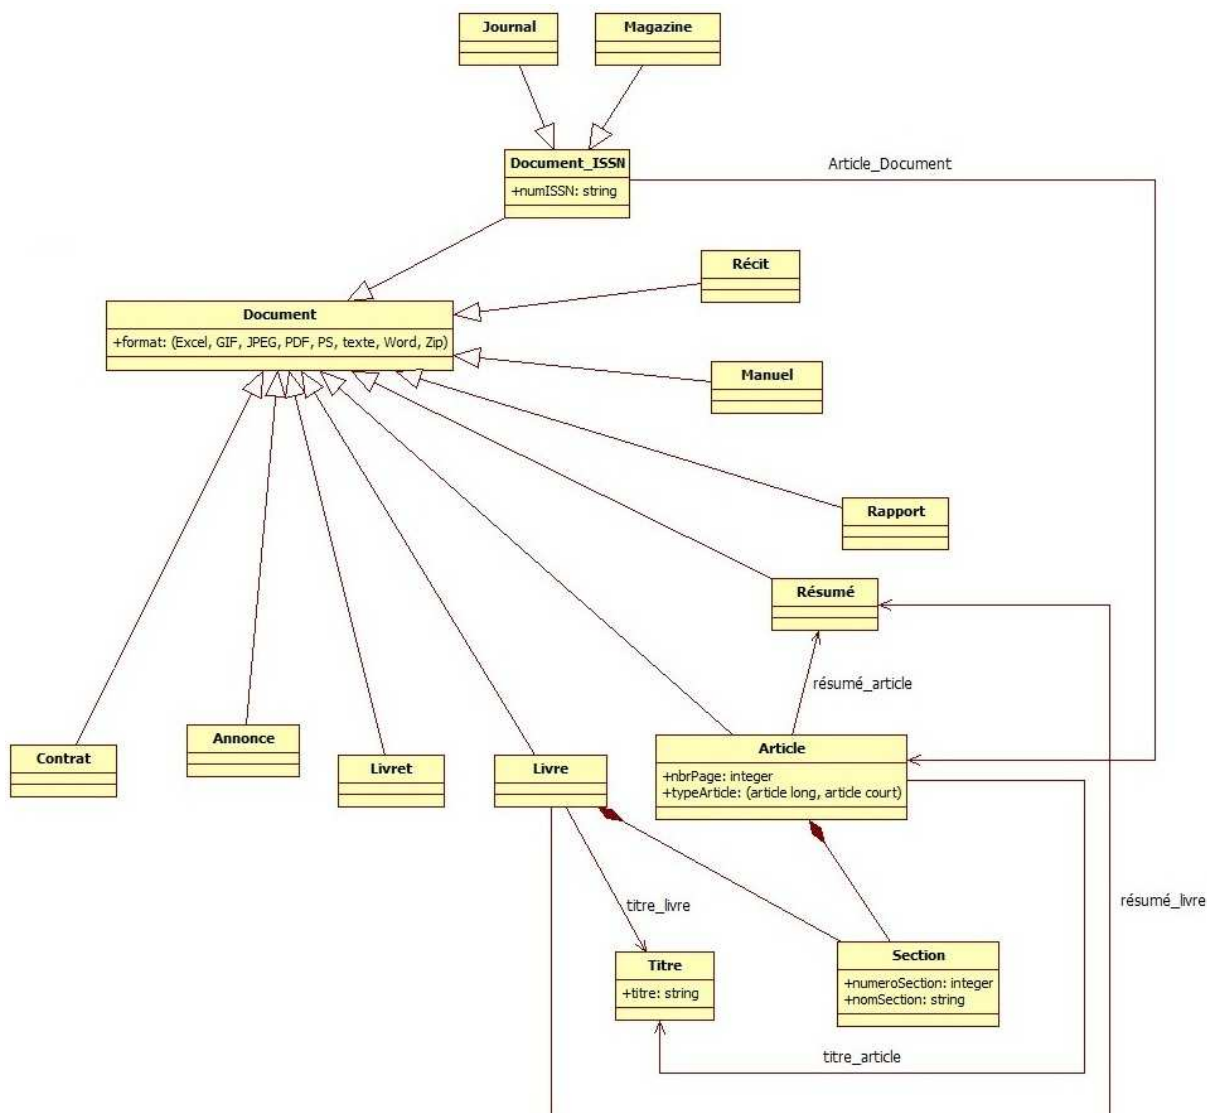 Journal
Magazine
Document_ISSN
+numISSN: string
Article_Document
Récit
Document
+format: (Excel, GIF, JPEG, PDF, PS, texte, Word, Zip)
Manuel
Rapport
Résumé
résumé_article
Contrat
Annonce
Livret
Livre
Article
+nbrPage: integer
+typeArticle: (article long, article court)
titre_livre
résumé_livre
Titre
+titre: string
Section
+numeroSection: integer
+nomSection: string
titre_article